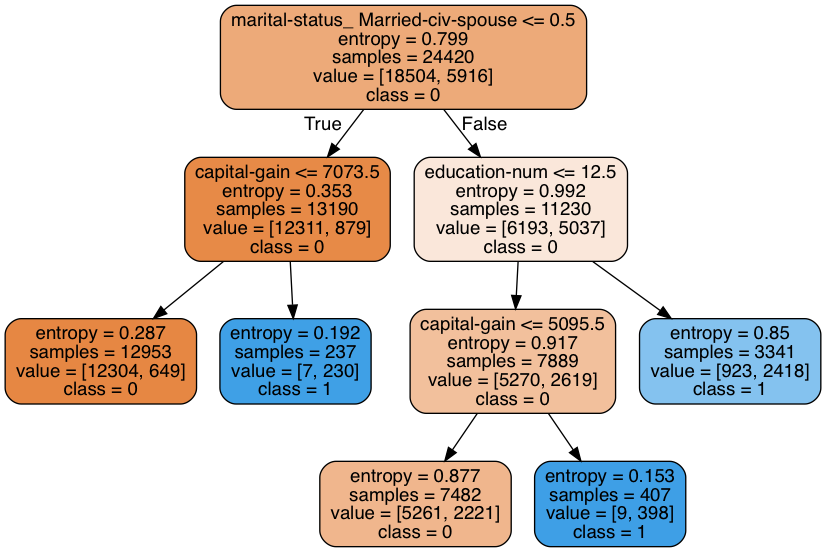 marital-status_ Married-civ-spouse <= 0.5
entropy = 0.799
samples = 24420
value = [18504, 5916]
class = 0
True
False
capital-gain <= 7073.5
entropy = 0.353
samples = 13190
value = [12311, 879]
class = 0
education-num <= 12.5
entropy = 0.992
samples = 11230
value = [6193, 5037]
class = 0
entropy = 0.287
samples = 12953
value = [12304, 649]
class = 0
entropy = 0.192
samples = 237
value = [7, 230]
class = 1
capital-gain <= 5095.5
entropy = 0.917
samples = 7889
value = [5270, 2619]
class = 0
entropy = 0.85
samples = 3341
value = [923, 2418]
class = 1
entropy = 0.877
samples = 7482
value = [5261, 2221]
class = 0
entropy = 0.153
samples = 407
value = [9, 398]
class = 1